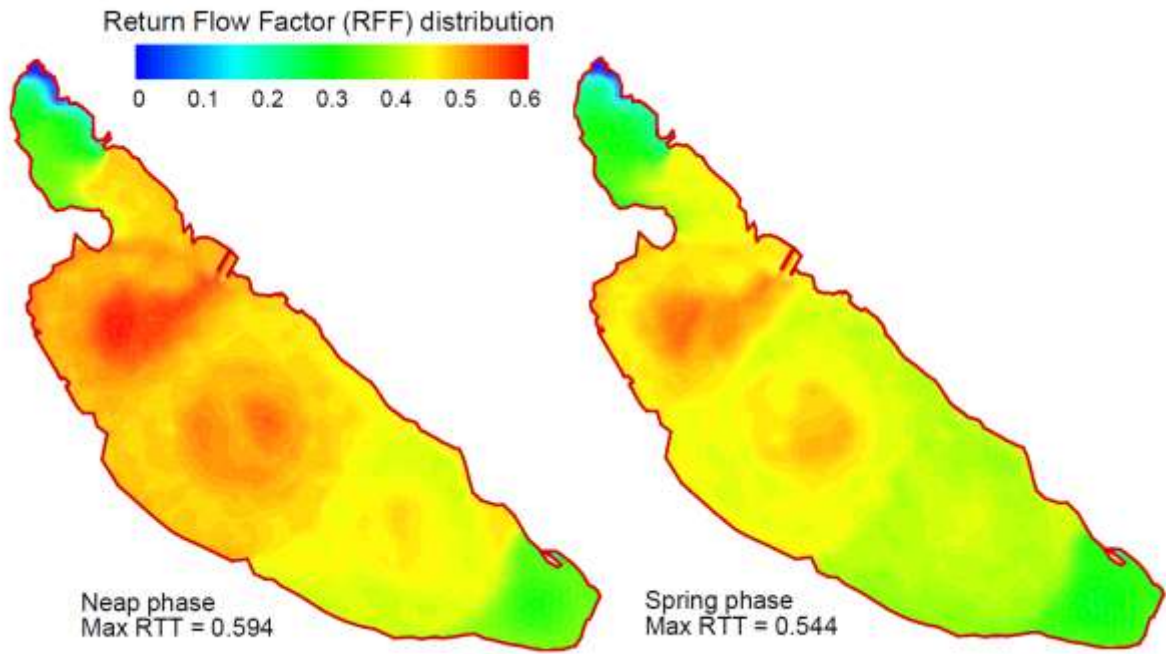 Return Flow Factor (RFF) distribution
0 0.1 0.2 0.3 0.4 0.5 0.6
Neap phase
Max RTT = 0.594
Spring phase
Max RTT = 0.544